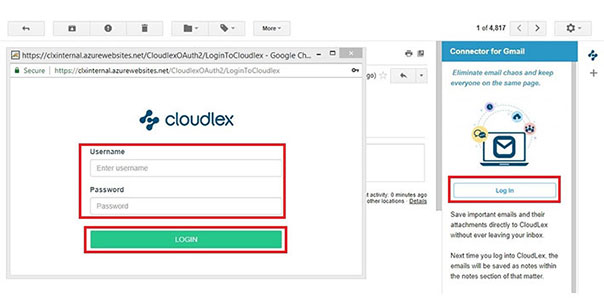 More
1 of 4,817
https://clxinternal.azurewebsites.net/CloudlexOAuth2/LoginToCloudlex - Google Ch...
Secure
https://clxinternal.azurewebsites.net/CloudlexOAuth2/LoginToCloudlex
cloudlex
Username
Enter username
Password
Password
LOGIN
ago)
t activity: 0 minutes ago
other locations · Details
Connector for Gmail
Eliminate email chaos and keep
everyone on the same page.
Log In
Save important emails and their
attachments directly to CloudLex
without ever leaving your inbox.
Next time you log into CloudLex, the
emails will be saved as notes within
the notes section of that matter.